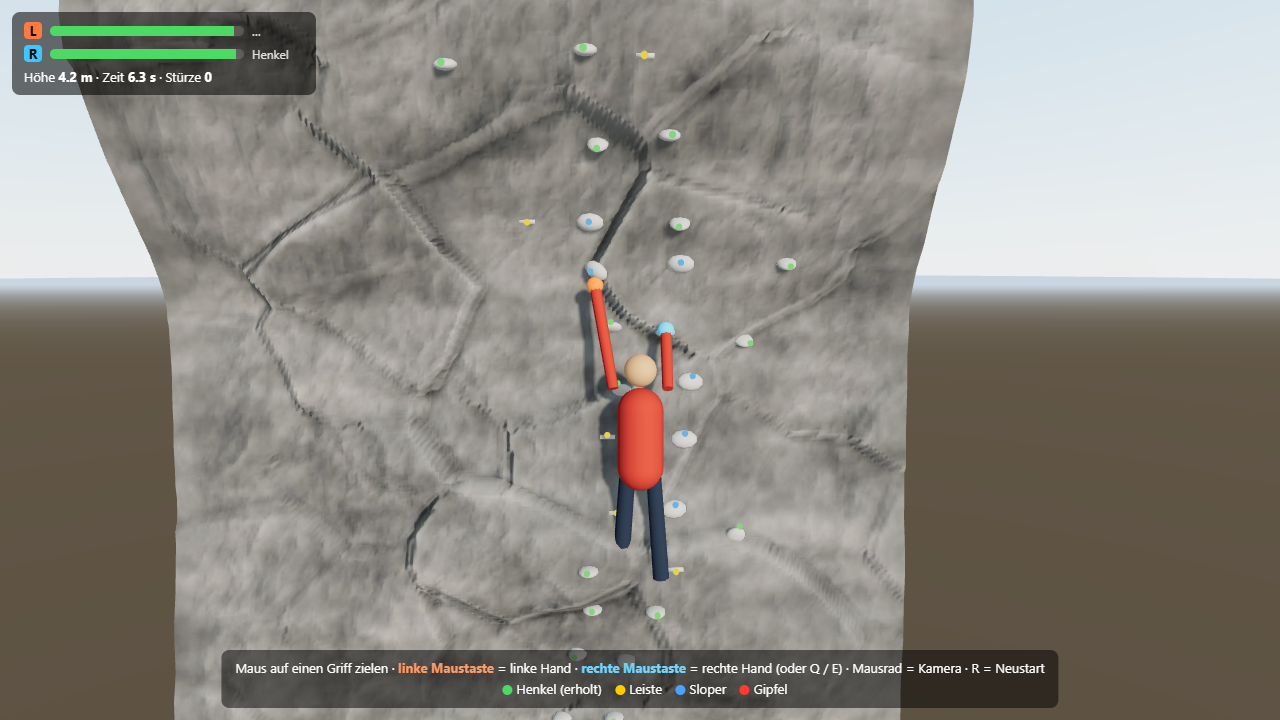 L ...
R Henkel
Höhe 4.2 m · Zeit 6.3 s · Stürze 0
Maus auf einen Griff zielen · linke Maustaste = linke Hand · rechte Maustaste = rechte Hand (oder Q / E) · Mausrad = Kamera · R = Neustart
Henkel (erholt) Leiste Sloper Gipfel